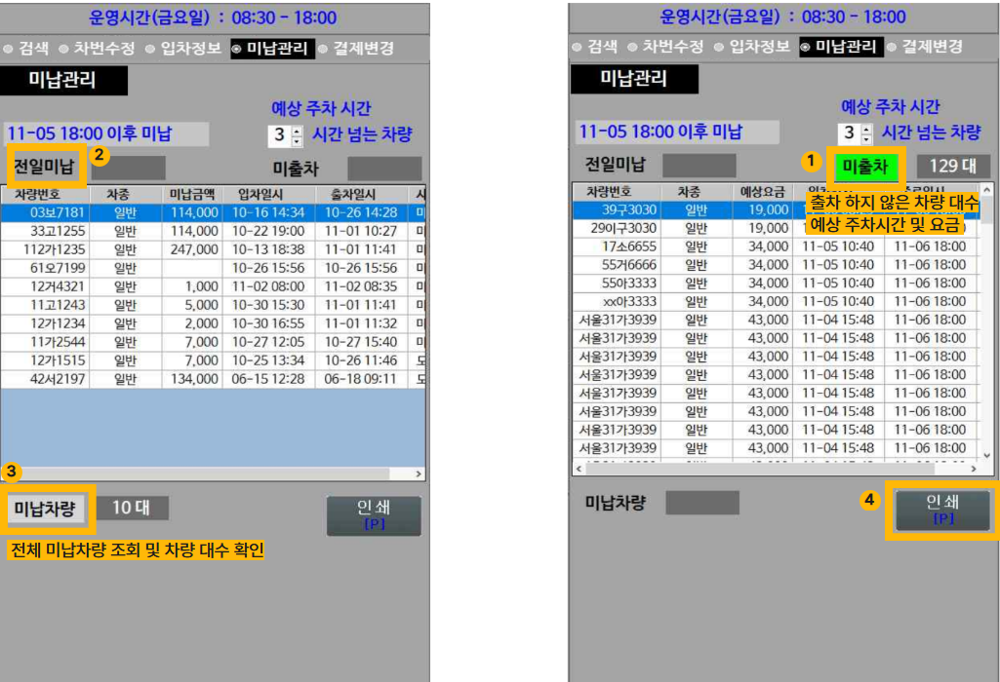 운영시간(금요일) : 08:30 - 18:00
검색 차번수정 입차정보 미납관리 결제변경
미납관리
예상 주차 시간
11-05 18:00 이후 미납 3 시간 넘는 차량
전일미납 2 미출차
차량번호 차종 미납금액 입차일시 출차일시 사
03보7181 일반 114,000 10-16 14:34 10-26 14:28 미
33고1255 일반 114,000 10-22 19:00 11-01 10:27 미
112가1235 일반 247,000 10-13 18:38 11-01 11:41 미
61오7199 일반 10-26 15:56 10-26 15:56 미
12거4321 일반 1,000 11-02 08:00 11-02 08:35 미
11고1243 일반 5,000 10-30 15:30 11-01 11:41 미
12가1234 일반 2,000 10-30 16:55 11-01 11:32 미
11가2544 일반 7,000 10-27 12:05 10-27 15:40 미
12가1515 일반 7,000 10-25 13:34 10-26 11:46 도
42서2197 일반 134,000 06-15 12:28 06-18 09:11 도
3
미납차량 10 대 인쇄
[P]
전체 미납차량 조회 및 차량 대수 확인
운영시간(금요일) : 08:30 - 18:00
검색 차번수정 입차정보 미납관리 결제변경
미납관리
예상 주차 시간
11-05 18:00 이후 미납 3 시간 넘는 차량
전일미납 1 미출차 129 대
차량번호 차종 예상요금
출차 하지 않은 차량 대수
예상 주차시간 및 요금
39구3030 일반 19,000
29이구3030 일반 19,000
17소6655 일반 34,000 11-05 10:40 11-06 18:00
55거6666 일반 34,000 11-05 10:40 11-06 18:00
55아3333 일반 34,000 11-05 10:40 11-06 18:00
xx아3333 일반 34,000 11-05 10:40 11-06 18:00
서울31가3939 일반 43,000 11-04 15:48 11-06 18:00
서울31가3939 일반 43,000 11-04 15:48 11-06 18:00
서울31가3939 일반 43,000 11-04 15:48 11-06 18:00
서울31가3939 일반 43,000 11-04 15:48 11-06 18:00
서울31가3939 일반 43,000 11-04 15:48 11-06 18:00
서울31가3939 일반 43,000 11-04 15:48 11-06 18:00
서울31가3939 일반 43,000 11-04 15:48 11-06 18:00
서울31가3939 일반 43,000 11-04 15:48 11-06 18:00
미납차량 4 인쇄
[P]